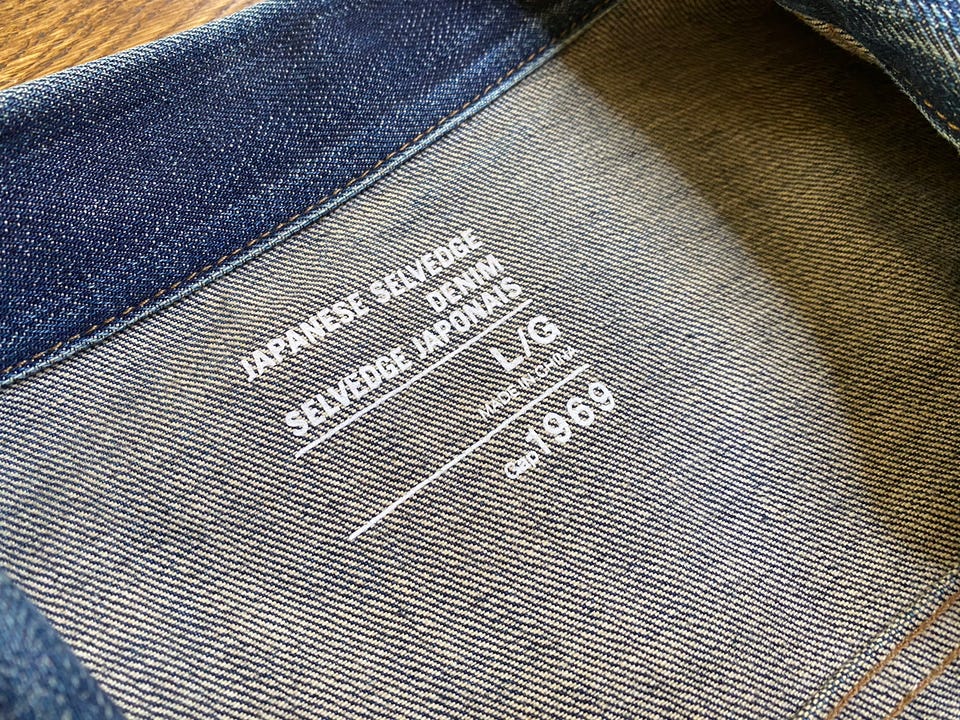 JAPANESE SELVEDGE
DENIM
SELVEDGE JAPONAIS
L/G
MADE IN CHINA
Gap 1969